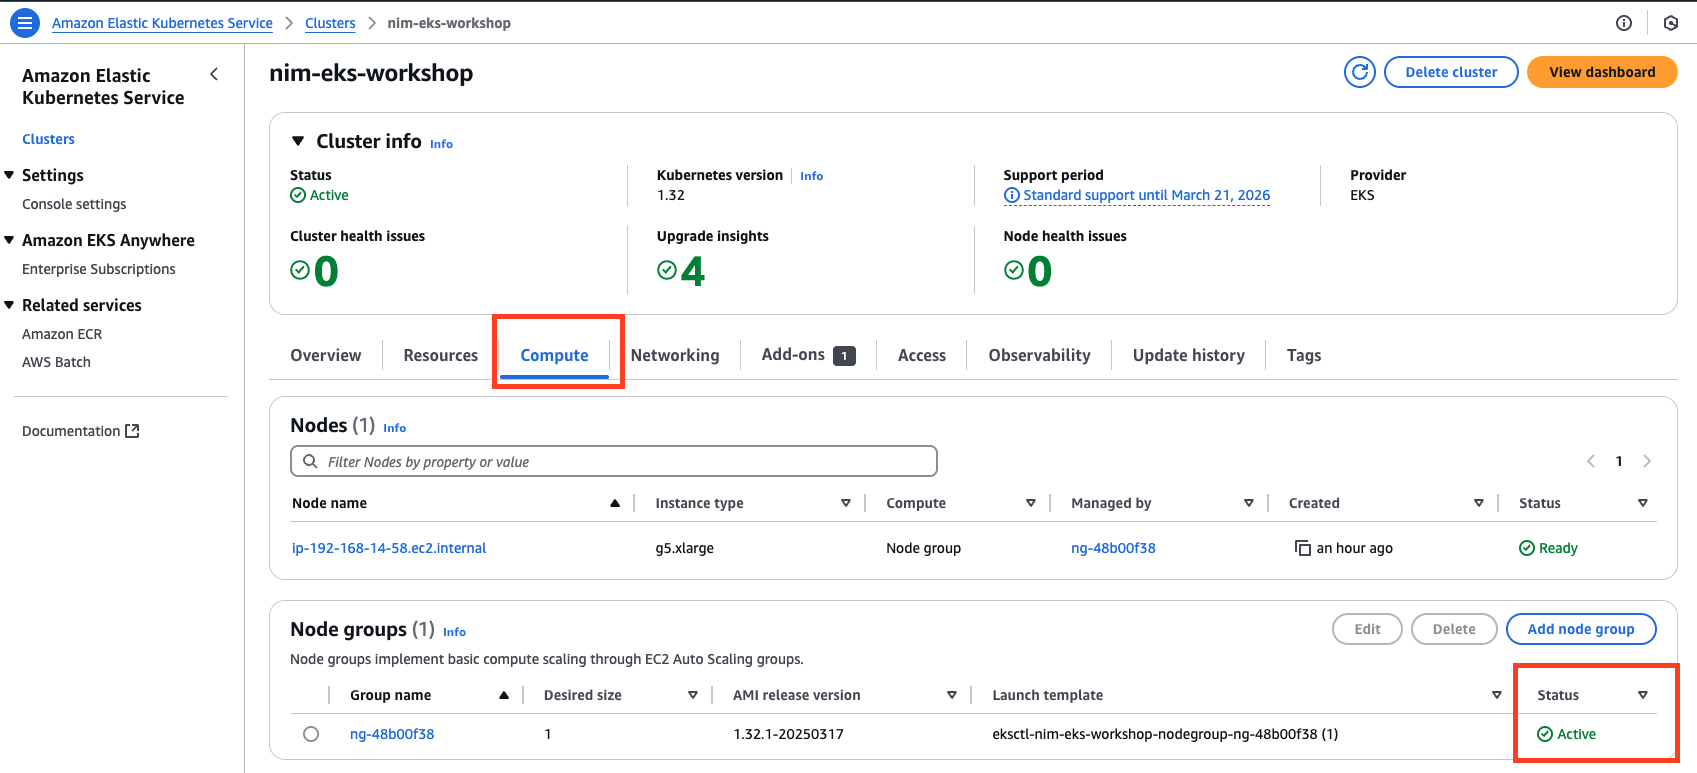 Amazon Elastic Kubernetes Service > Clusters > nim-eks-workshop
Amazon Elastic
Kubernetes Service
Clusters
Settings
Console settings
Amazon EKS Anywhere
Enterprise Subscriptions
Related services
Amazon ECR
AWS Batch
Documentation
nim-eks-workshop
Delete cluster
View dashboard
Cluster info Info
Status
Active
Kubernetes version Info
1.32
Support period
Standard support until March 21, 2026
Provider
EKS
Cluster health issues
0
Upgrade insights
4
Node health issues
0
Overview Resources Compute Networking Add-ons 1 Access Observability Update history Tags
Nodes (1) Info
Filter Nodes by property or value
1
Node name Instance type Compute Managed by Created Status
ip-192-168-14-58.ec2.internal g5.xlarge Node group ng-48b00f38 an hour ago Ready
Node groups (1) Info
Edit Delete Add node group
Node groups implement basic compute scaling through EC2 Auto Scaling groups.
Group name Desired size AMI release version Launch template Status
ng-48b00f38 1 1.32.1-20250317 eksctl-nim-eks-workshop-nodegroup-ng-48b00f38 (1) Active